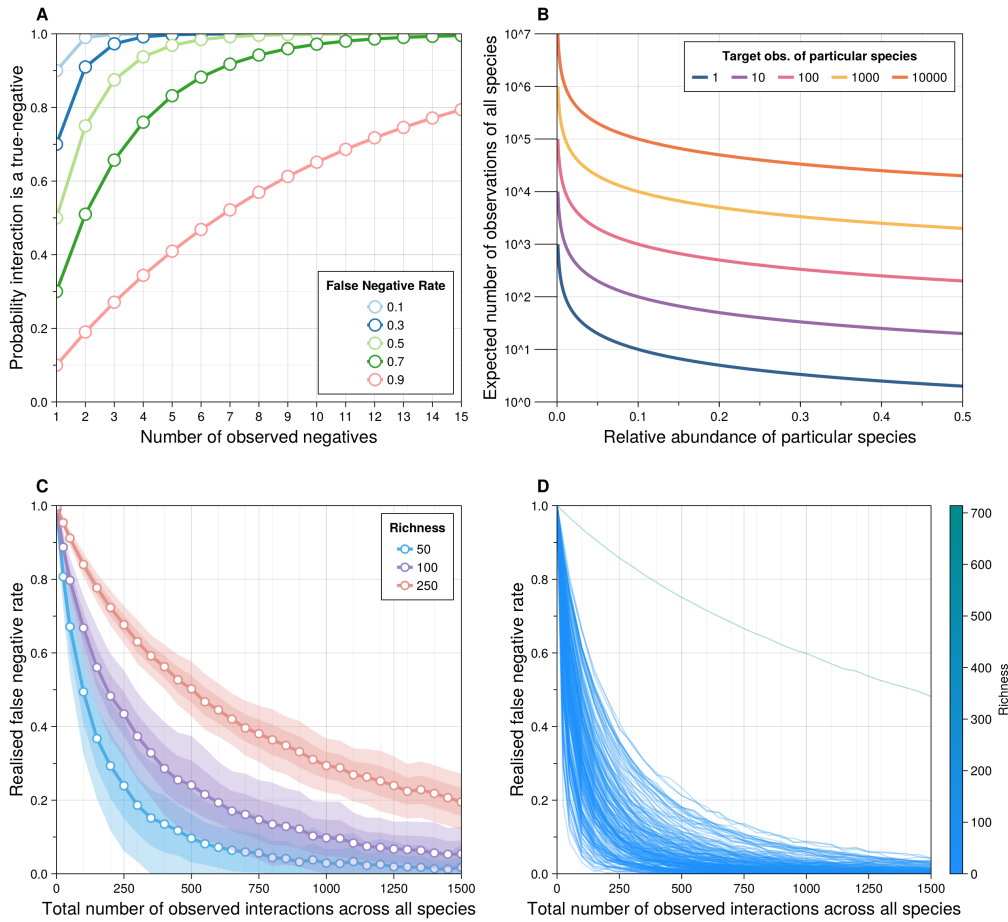 A
Probability interaction is a true-negative
1.0
0.8
0.6
0.4
0.2
0.0
False Negative Rate
0.1
0.3
0.5
0.7
0.9
1 2 3 4 5 6 7 8 9 10 11 12 13 14 15
Number of observed negatives
B
Expected number of observations of all species
10^7
10^6
10^5
10^4
10^3
10^2
10^1
10^0
Target obs. of particular species
1 10 100 1000 10000
0.0 0.1 0.2 0.3 0.4 0.5
Relative abundance of particular species
C
Realised false negative rate
1.0
0.8
0.6
0.4
0.2
0.0
Richness
50
100
250
0 250 500 750 1000 1250 1500
Total number of observed interactions across all species
D
Realised false negative rate
1.0
0.8
0.6
0.4
0.2
0.0
0 250 500 750 1000 1250 1500
Total number of observed interactions across all species
700
600
500
400
300
200
100
0
Richness